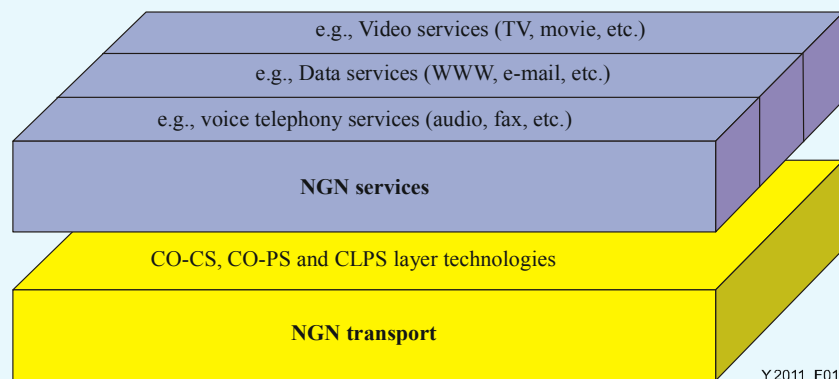 e.g., Video services (TV, movie, etc.)
e.g., Data services (WWW, e-mail, etc.)
e.g., voice telephony services (audio, fax, etc.)
NGN services
CO-CS, CO-PS and CLPS layer technologies
NGN transport
Y.2011_F01